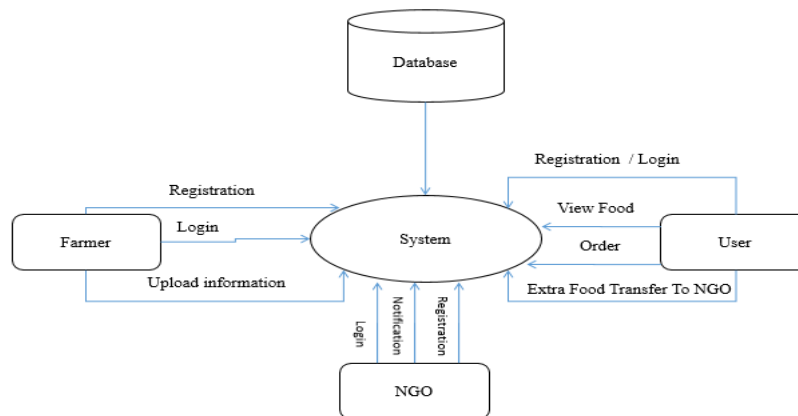 Database
Registration / Login
Registration
View Food
Login
Farmer
System
User
Order
Upload information
Extra Food Transfer To NGO
Login
Notification
Registration
NGO